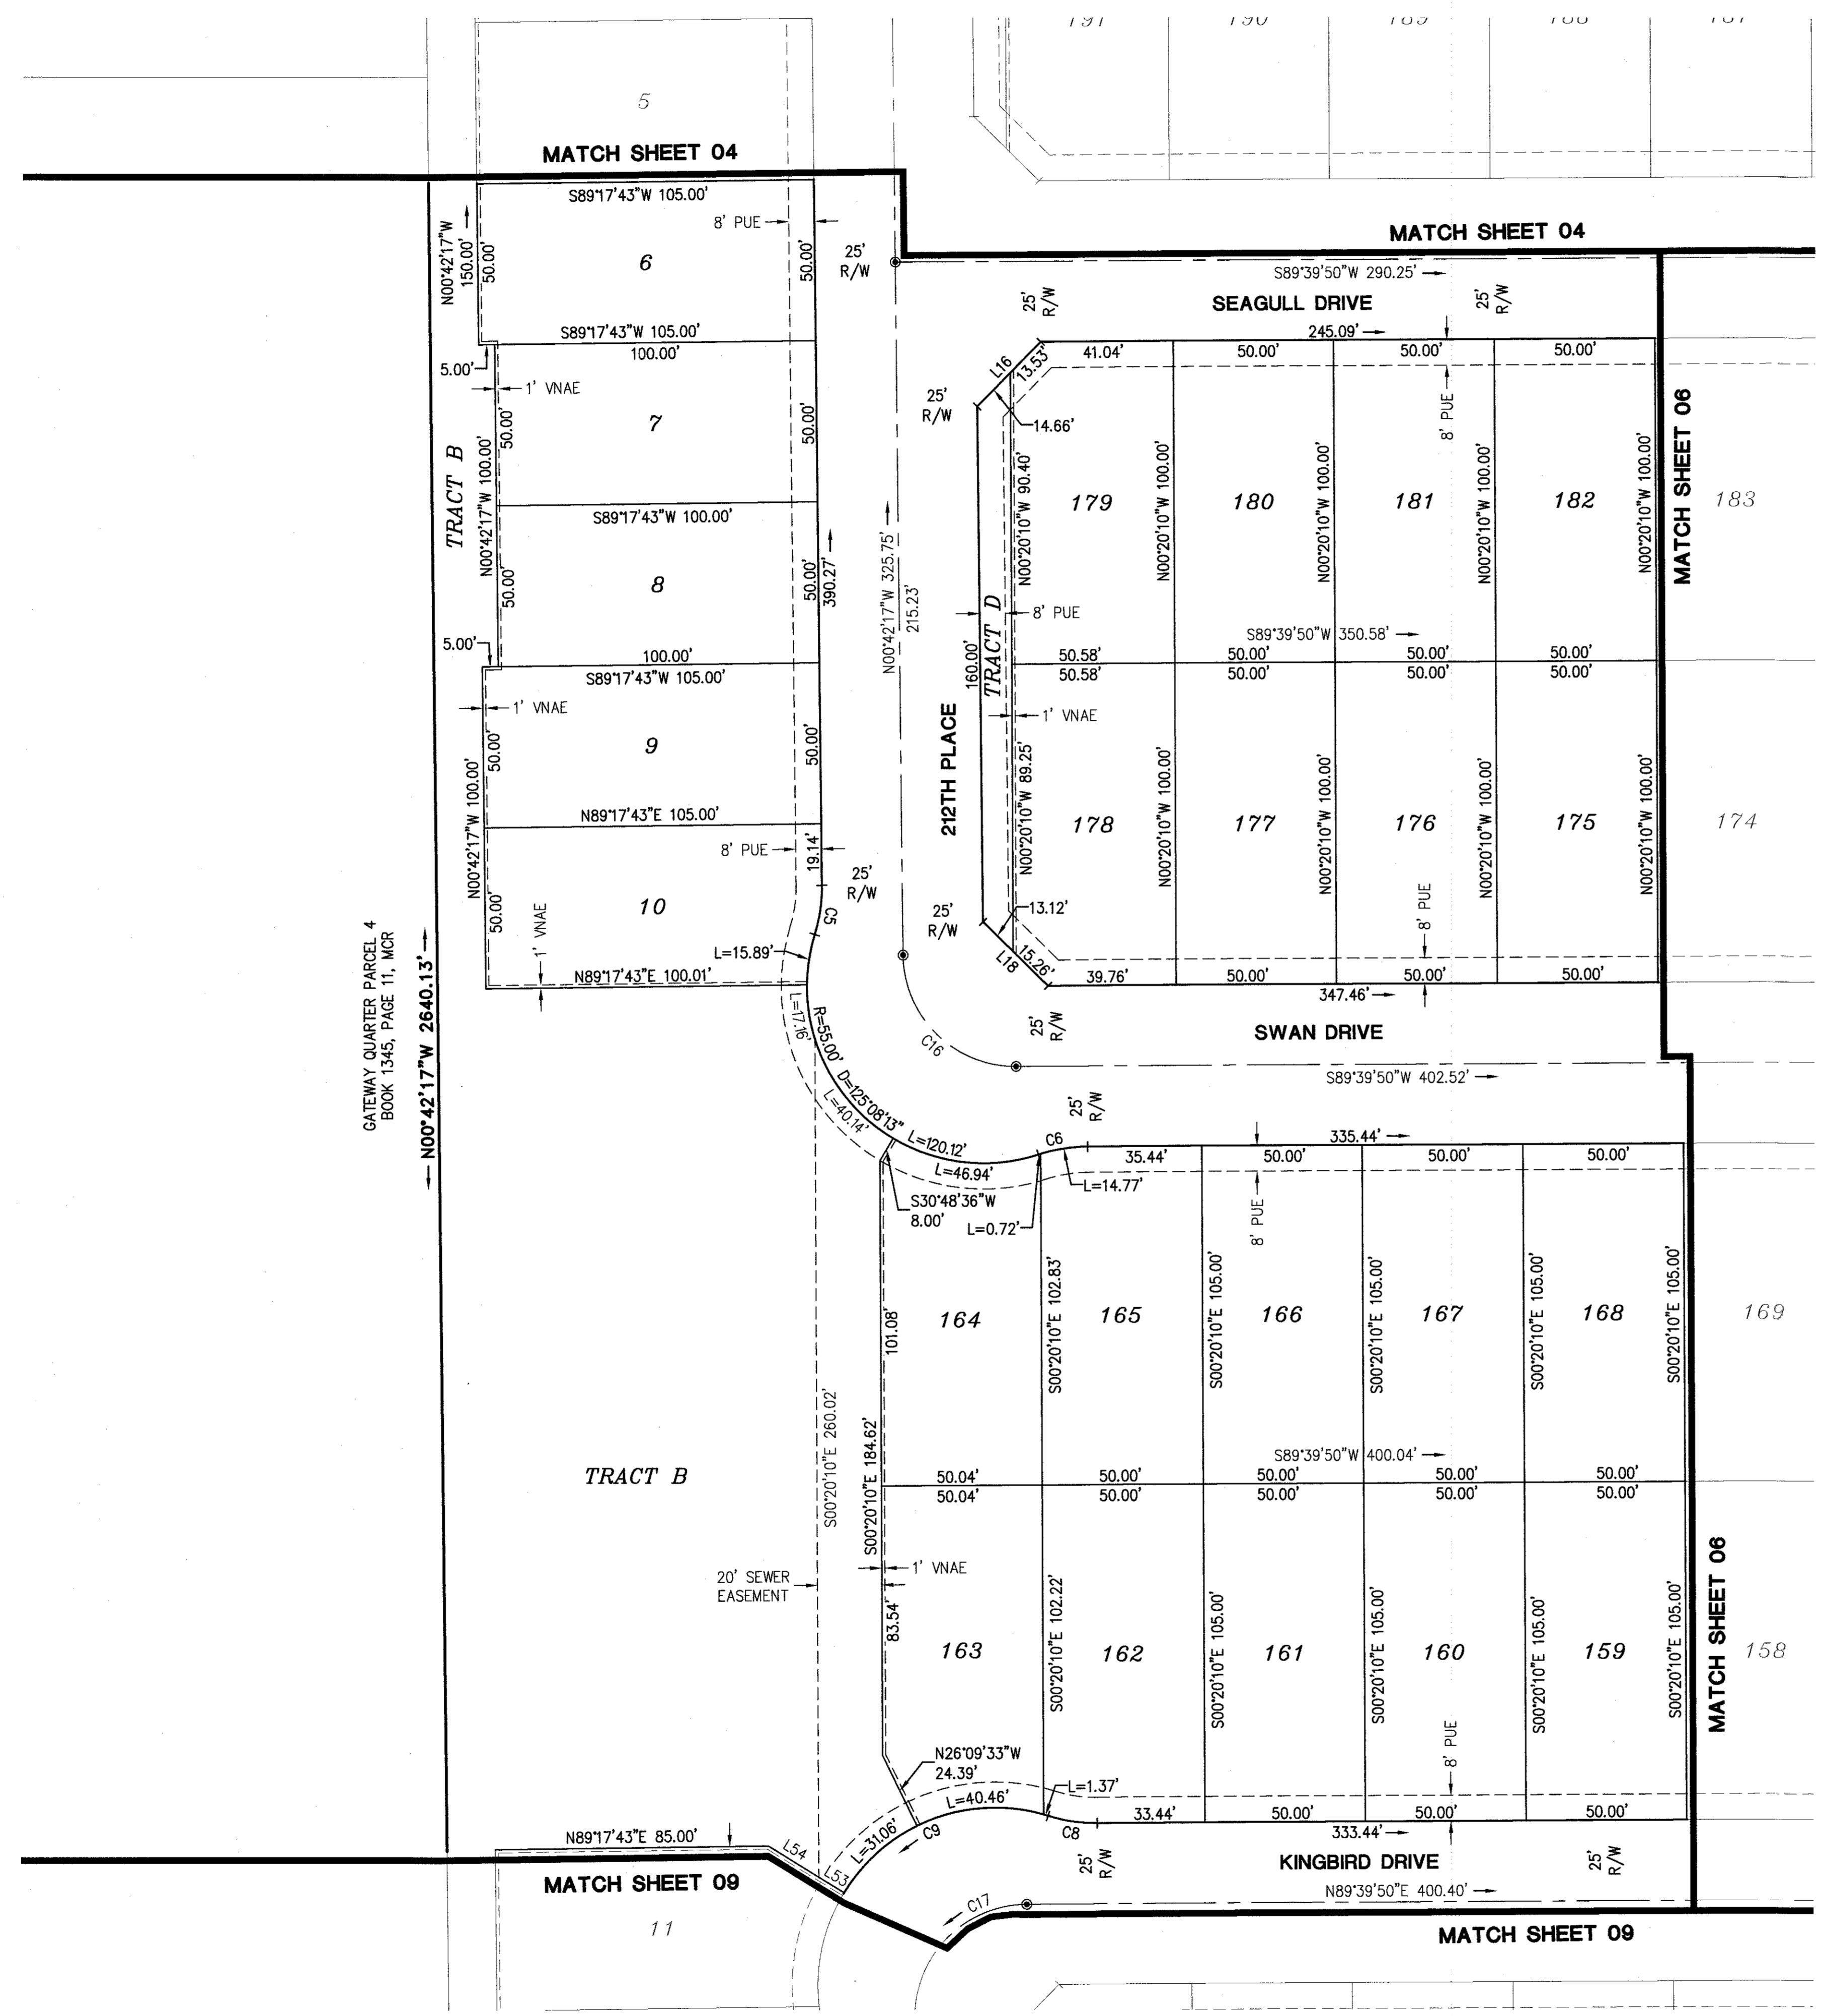 191
190
189
188
187
5
MATCH SHEET 04
S89°17'43"W 105.00'
8' PUE
N00°42'17"W
150.00'
50.00'
6
50.00'
25'
R/W
MATCH SHEET 04
S89°39'50"W 290.25'
25'
R/W
SEAGULL DRIVE
25'
R/W
245.09'
S89°17'43"W 105.00'
100.00'
5.00'
1' VNAE
L16
13.53'
41.04'
50.00'
50.00'
50.00'
25'
R/W
14.66'
8' PUE
MATCH SHEET 06
TRACT B
N00°42'17"W 100.00'
50.00'
7
50.00'
N00°20'10"W 90.40'
179
N00°20'10"W 100.00'
180
N00°20'10"W 100.00'
181
N00°20'10"W 100.00'
182
N00°20'10"W 100.00'
183
S89°17'43"W 100.00'
50.00'
8
50.00'
390.27'
N00°42'17"W 325.75'
215.23'
TRACT D
8' PUE
160.00'
5.00'
100.00'
S89°17'43"W 105.00'
S89°39'50"W 350.58'
50.58'
50.00'
50.00'
50.00'
50.58'
50.00'
50.00'
50.00'
1' VNAE
1' VNAE
50.00'
9
50.00'
212TH PLACE
N00°42'17"W 100.00'
N00°20'10"W 89.25'
178
N00°20'10"W 100.00'
177
N00°20'10"W 100.00'
176
N00°20'10"W 100.00'
175
N00°20'10"W 100.00'
174
N89°17'43"E 105.00'
8' PUE
19.14'
25'
R/W
50.00'
10
1' VNAE
C5
25'
R/W
13.12'
8' PUE
L=15.89'
L18
15.26'
39.76'
50.00'
50.00'
50.00'
347.46'
N89°17'43"E 100.01'
GATEWAY QUARTER PARCEL 4
BOOK 1345, PAGE 11, MCR
N00°42'17"W 2640.13'
L=17.16'
R=55.00' D=125°08'13" L=120.12'
L=40.14'
C16
25'
R/W
SWAN DRIVE
S89°39'50"W 402.52'
25'
R/W
C6
335.44'
35.44'
50.00'
50.00'
50.00'
L=46.94'
L=14.77'
S30°48'36"W
8.00'
L=0.72'
8' PUE
101.08'
164
S00°20'10"E 102.83'
165
S00°20'10"E 105.00'
166
S00°20'10"E 105.00'
167
S00°20'10"E 105.00'
168
S00°20'10"E 105.00'
169
S00°20'10"E 260.02'
S00°20'10"E 184.62'
TRACT B
S89°39'50"W 400.04'
50.04'
50.00'
50.00'
50.00'
50.00'
50.04'
50.00'
50.00'
50.00'
50.00'
1' VNAE
20' SEWER
EASEMENT
83.54'
163
S00°20'10"E 102.22'
162
S00°20'10"E 105.00'
161
S00°20'10"E 105.00'
160
S00°20'10"E 105.00'
159
S00°20'10"E 105.00'
MATCH SHEET 06
158
8' PUE
N26°09'33"W
24.39'
L=40.46'
L=1.37'
33.44'
50.00'
50.00'
50.00'
N89°17'43"E 85.00'
L54
L53
L=31.06'
C9
C8
333.44'
MATCH SHEET 09
25'
R/W
KINGBIRD DRIVE
25'
R/W
N89°39'50"E 400.40'
C17
11
MATCH SHEET 09